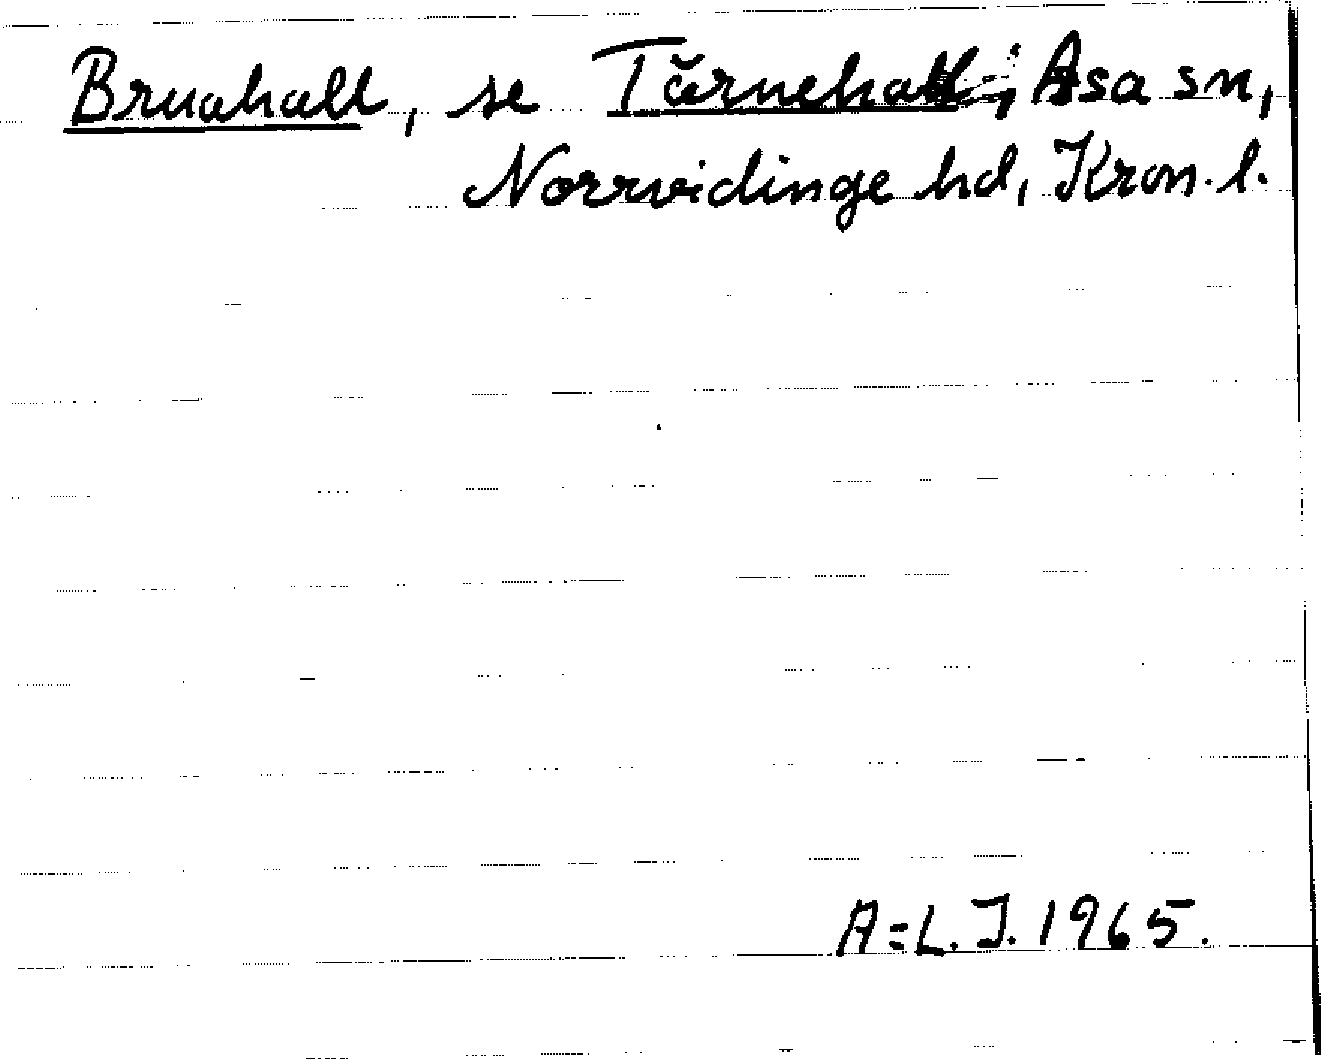 Bruahall, se Tärnehall; Asa sn,
Norrvidinge hd, Kron. l.
A=L. J. 1965.